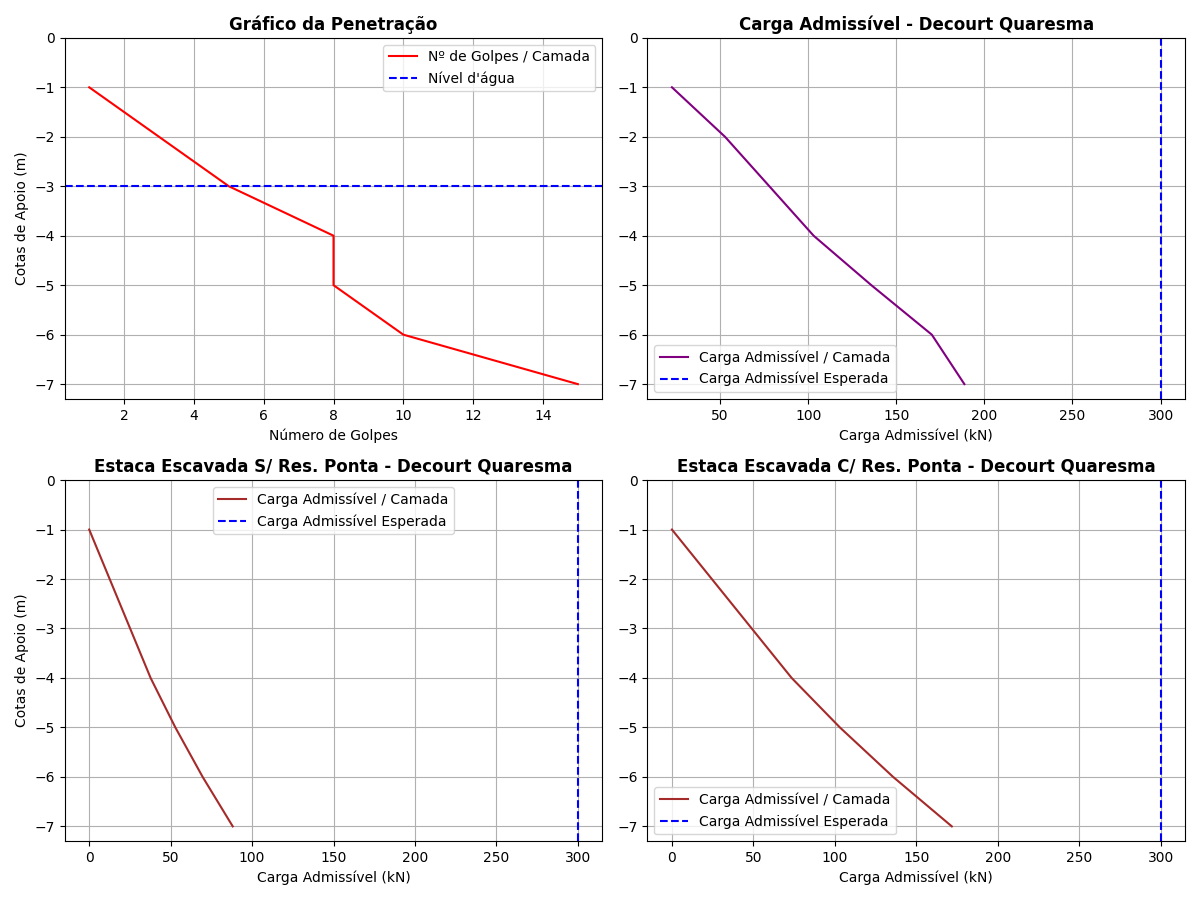 Gráfico da Penetração
0
−1
−2
−3
−4
−5
−6
−7
Cotas de Apoio (m)
Nº de Golpes / Camada
Nível d'água
2 4 6 8 10 12 14
Número de Golpes
Carga Admissível - Decourt Quaresma
0
−1
−2
−3
−4
−5
−6
−7
Carga Admissível / Camada
Carga Admissível Esperada
50 100 150 200 250 300
Carga Admissível (kN)
Estaca Escavada S/ Res. Ponta - Decourt Quaresma
0
−1
−2
−3
−4
−5
−6
−7
Cotas de Apoio (m)
Carga Admissível / Camada
Carga Admissível Esperada
0 50 100 150 200 250 300
Carga Admissível (kN)
Estaca Escavada C/ Res. Ponta - Decourt Quaresma
0
−1
−2
−3
−4
−5
−6
−7
Carga Admissível / Camada
Carga Admissível Esperada
0 50 100 150 200 250 300
Carga Admissível (kN)